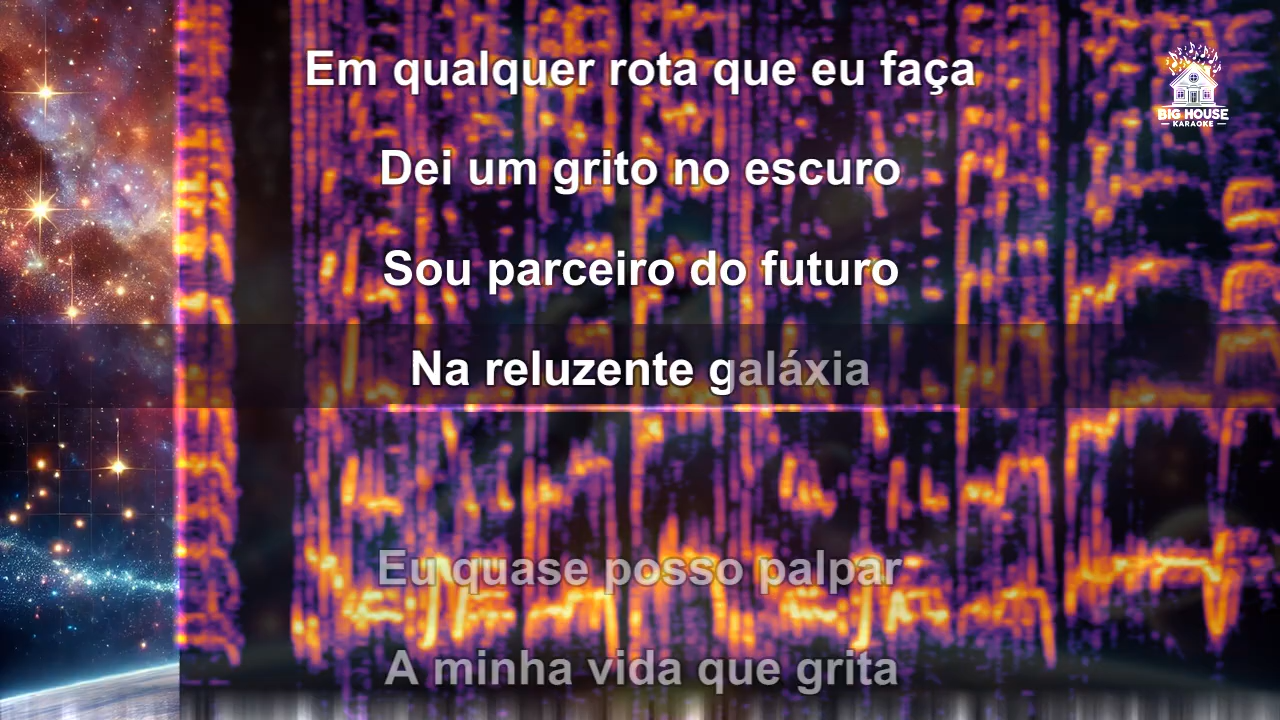 Em qualquer rota que eu faça
Dei um grito no escuro
Sou parceiro do futuro
Na reluzente galáxia
Eu quase posso palpar
A minha vida que grita
BIG HOUSE
KARAOKE